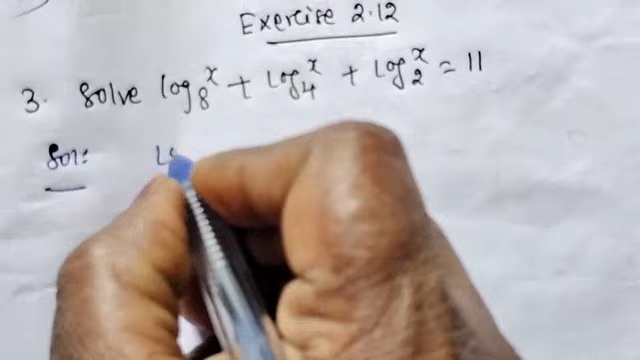 Exercise 2.12
3. Solve log₈ˣ + log₄ˣ + log₂ˣ = 11
Sol: